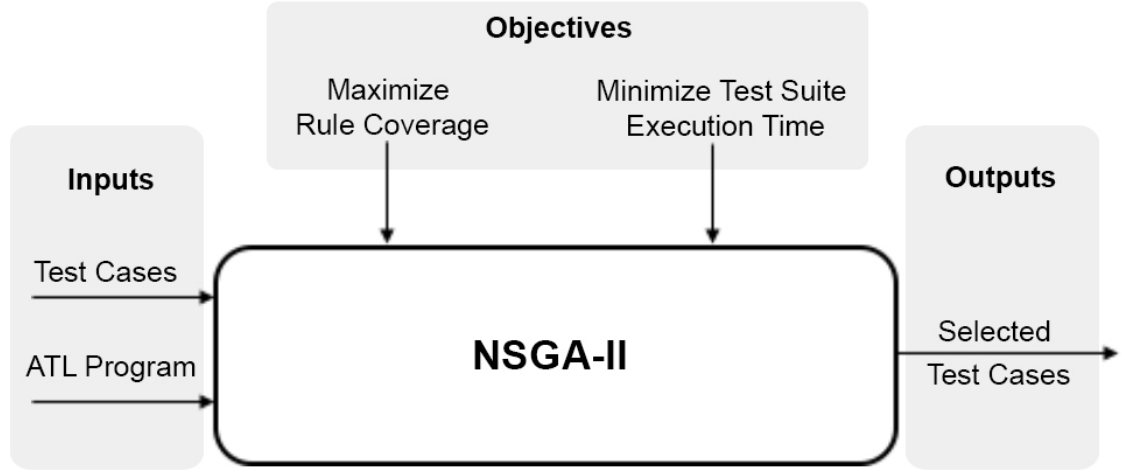 Objectives
Maximize
Rule Coverage
Minimize Test Suite
Execution Time
Inputs
Test Cases
ATL Program
NSGA-II
Outputs
Selected
Test Cases